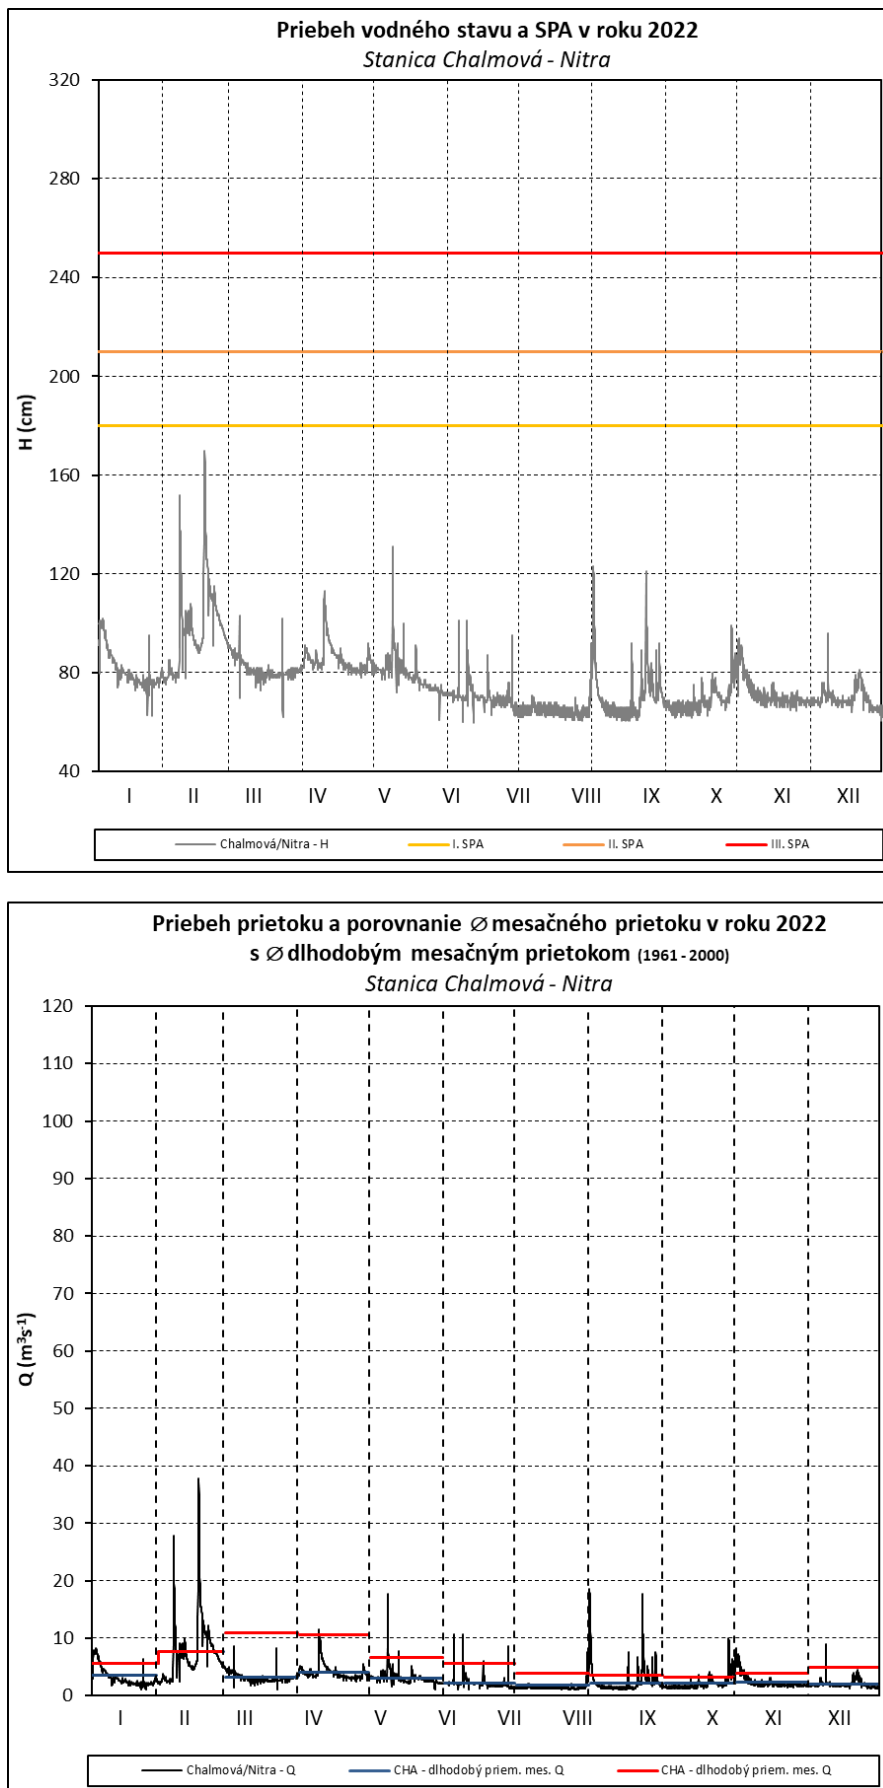 Priebeh vodného stavu a SPA v roku 2022
Stanica Chalmová - Nitra
320
280
240
200
160
120
80
40
H (cm)
I II III IV V VI VII VIII IX X XI XII
Chalmová/Nitra - H I. SPA II. SPA III. SPA
Priebeh prietoku a porovnanie ∅ mesačného prietoku v roku 2022
s ∅ dlhodobým mesačným prietokom (1961 - 2000)
Stanica Chalmová - Nitra
120
110
100
90
80
70
60
50
40
30
20
10
0
Q (m³s⁻¹)
I II III IV V VI VII VIII IX X XI XII
Chalmová/Nitra - Q CHA - dlhodobý priem. mes. Q CHA - dlhodobý priem. mes. Q